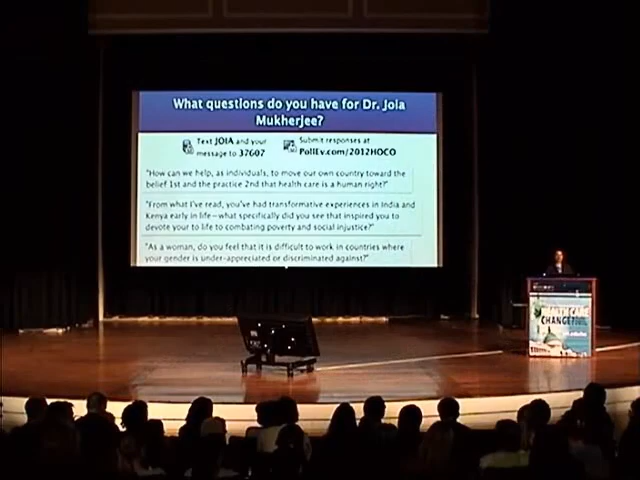 What questions do you have for Dr. Joia
Mukherjee?
Text JOIA and your
message to 37607
Submit responses at
PollEv.com/2012HOCO
"How can we help, as individuals, to move our own country toward the
belief 1st and the practice 2nd that health care is a human right?"
"From what I've read, you've had transformative experiences in India and
Kenya early in life—what specifically did you see that inspired you to
devote your to life to combating poverty and social injustice?"
"As a woman, do you feel that it is difficult to work in countries where
your gender is under-appreciated or discriminated against?"
HEALTH CARE
CHANGE